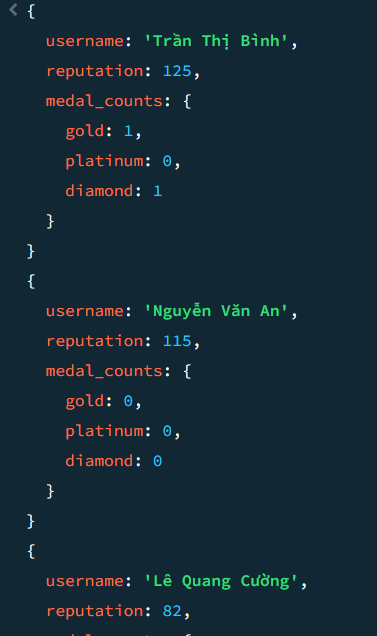 {
username: 'Trần Thị Bình',
reputation: 125,
medal_counts: {
gold: 1,
platinum: 0,
diamond: 1
}
}
{
username: 'Nguyễn Văn An',
reputation: 115,
medal_counts: {
gold: 0,
platinum: 0,
diamond: 0
}
}
{
username: 'Lê Quang Cường',
reputation: 82,